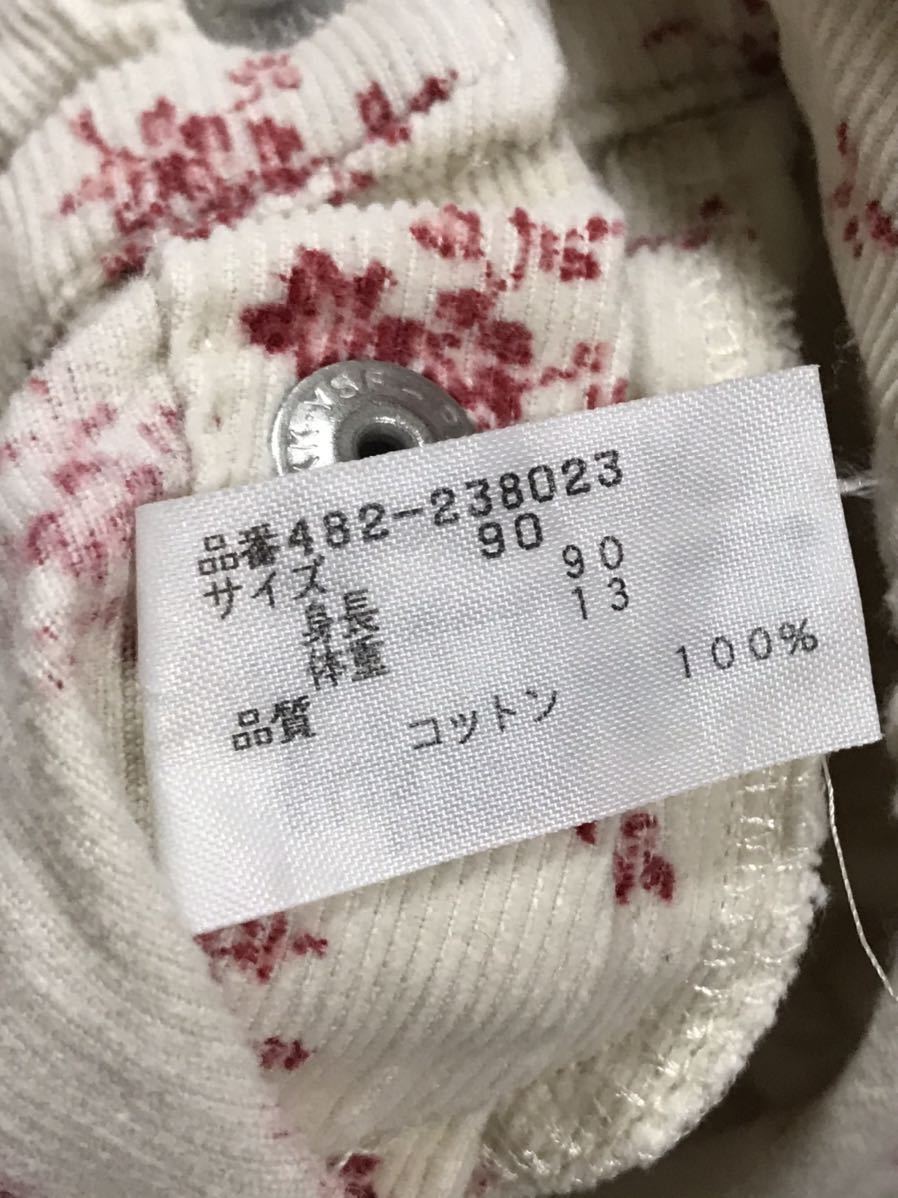 品番482-238023
サイズ 90
身長 90
体重 13
品質 コットン 100%